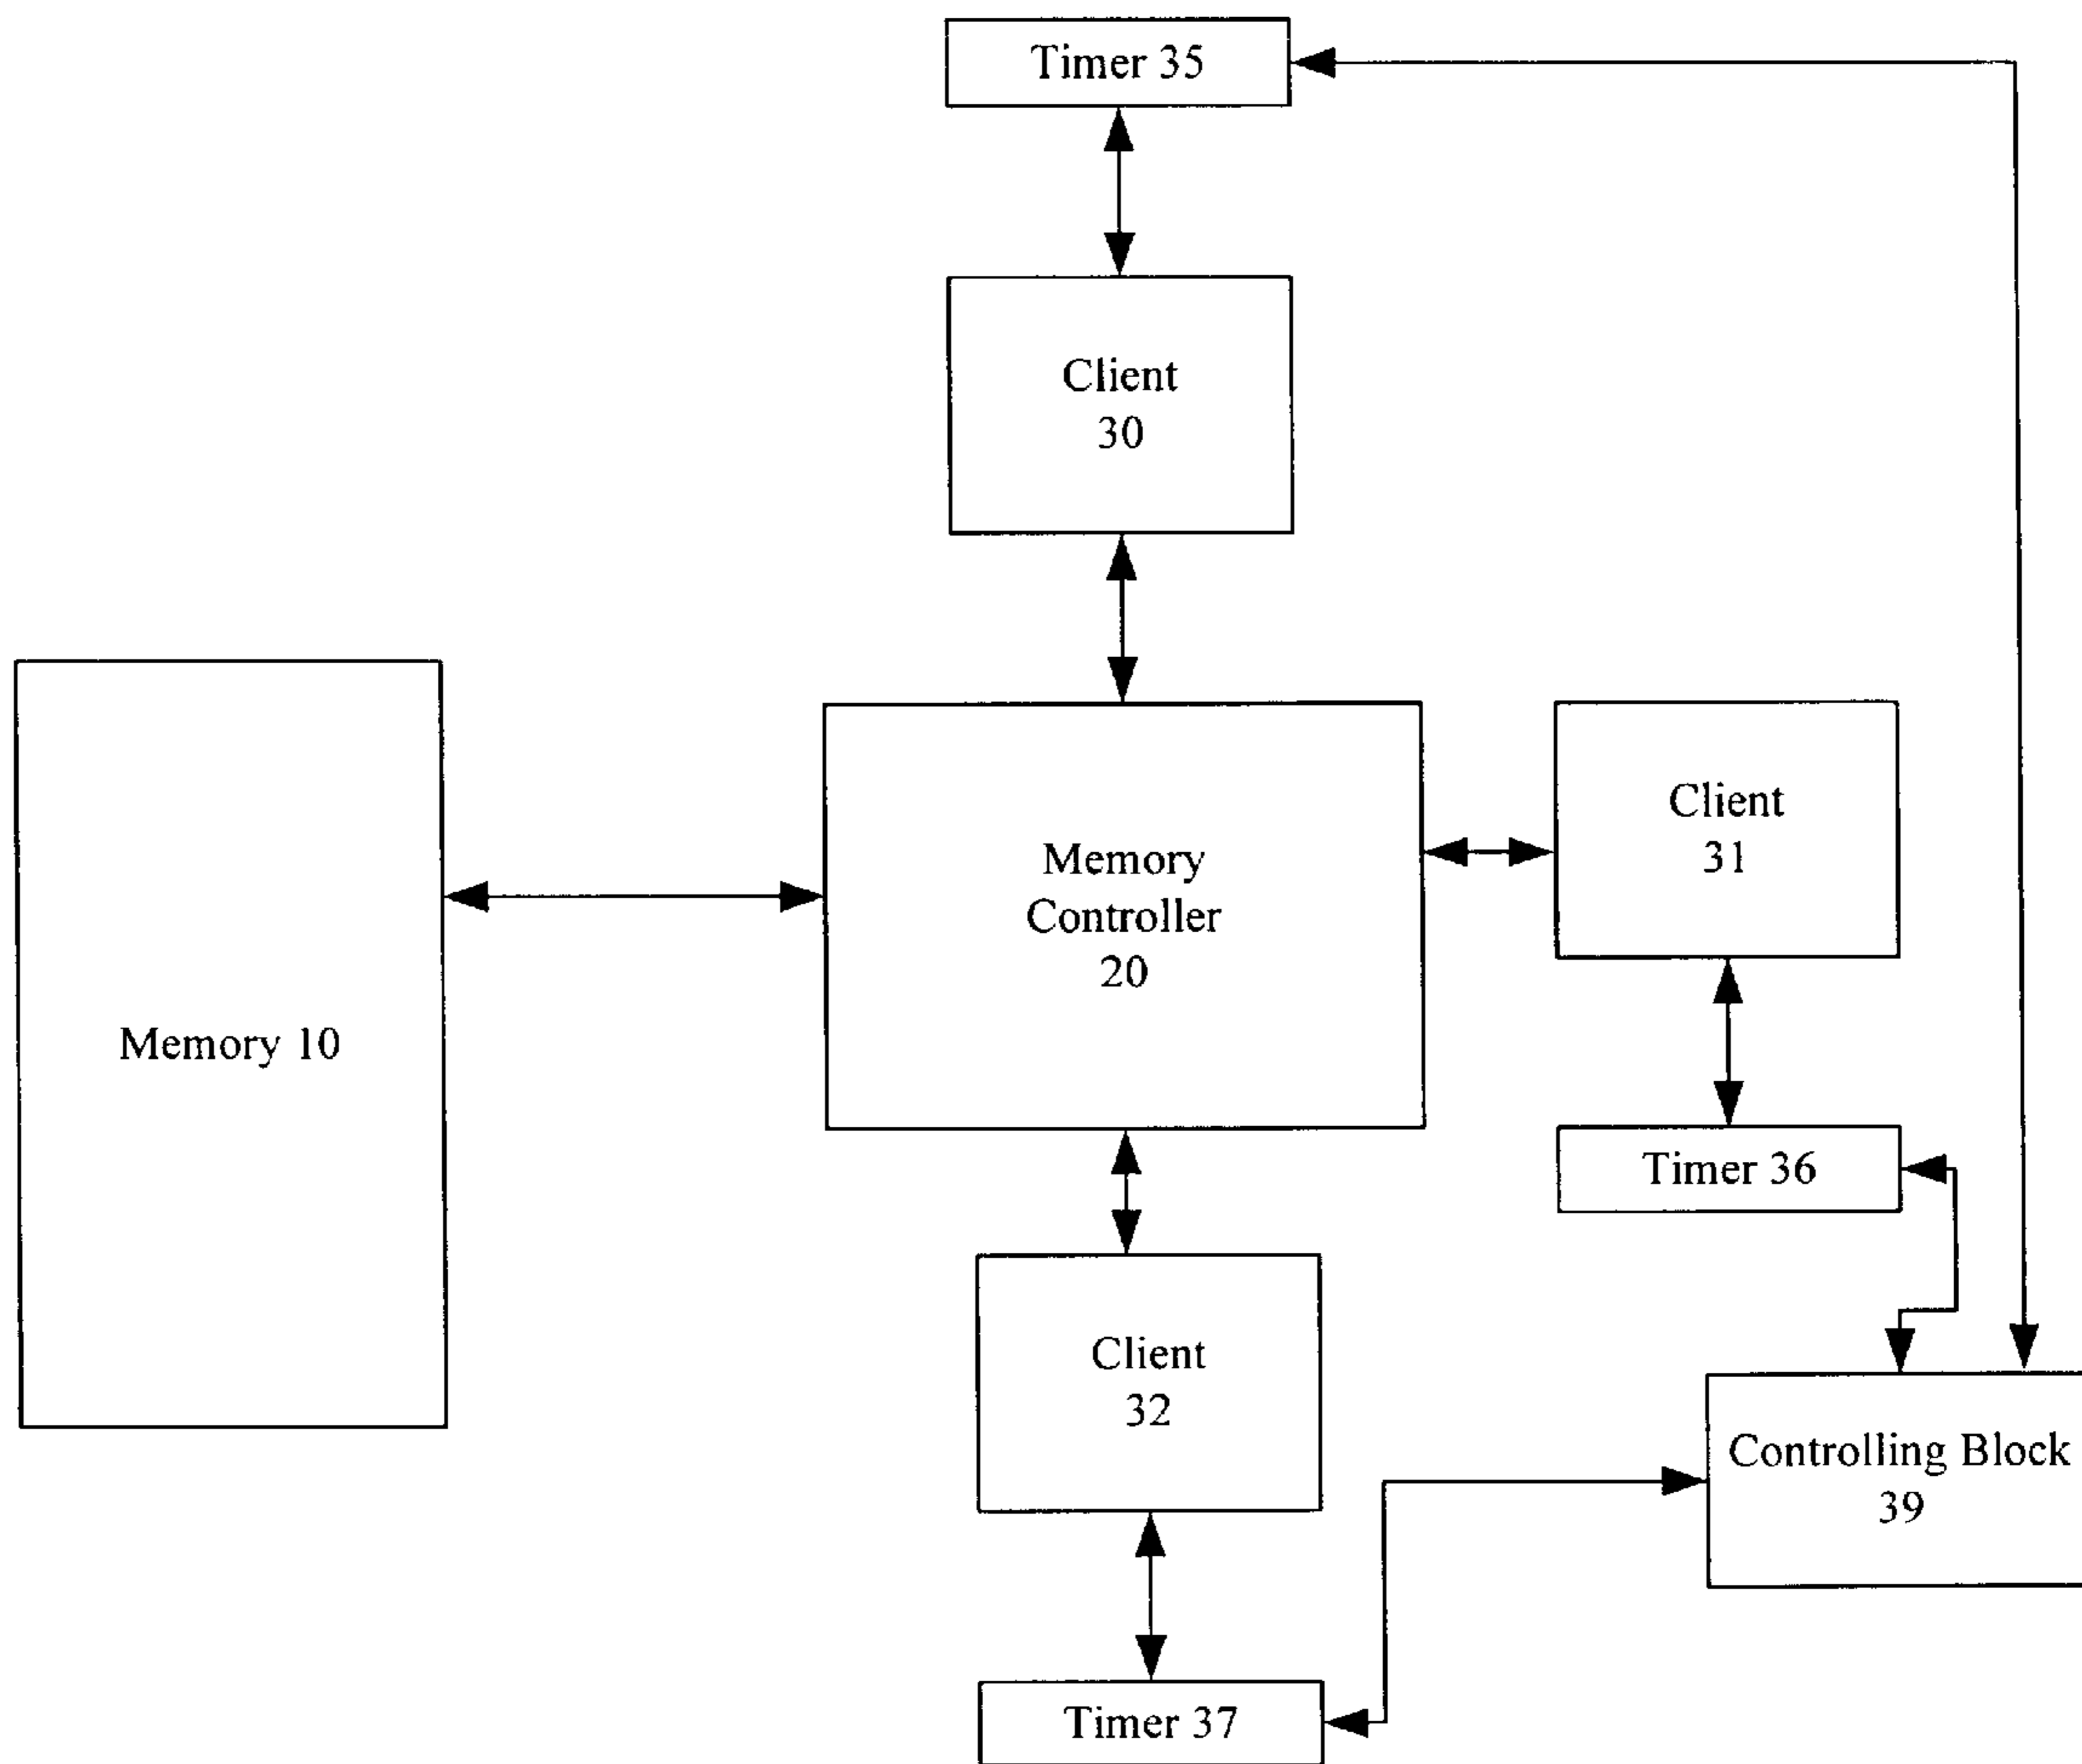 Timer 35
Client
30
Memory 10
Memory
Controller
20
Client
31
Timer 36
Client
32
Controlling Block
39
Timer 37